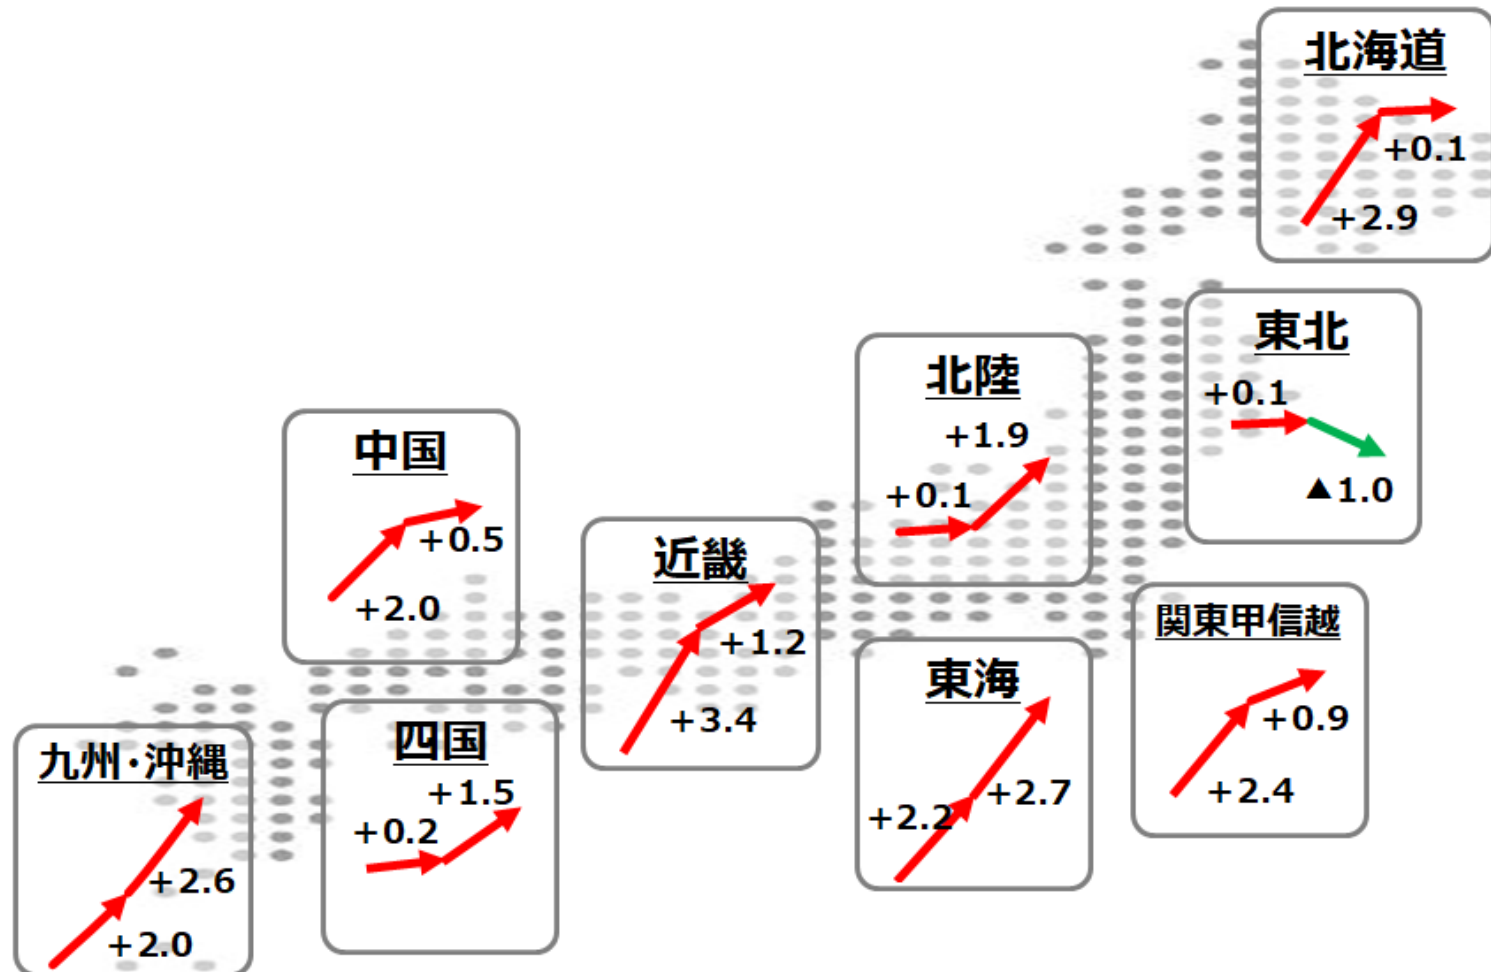 北海道
+0.1
+2.9
東北
+0.1
▲1.0
北陸
+1.9
+0.1
中国
+0.5
+2.0
近畿
+1.2
+3.4
関東甲信越
+0.9
+2.4
東海
+2.7
+2.2
四国
+1.5
+0.2
九州・沖縄
+2.6
+2.0